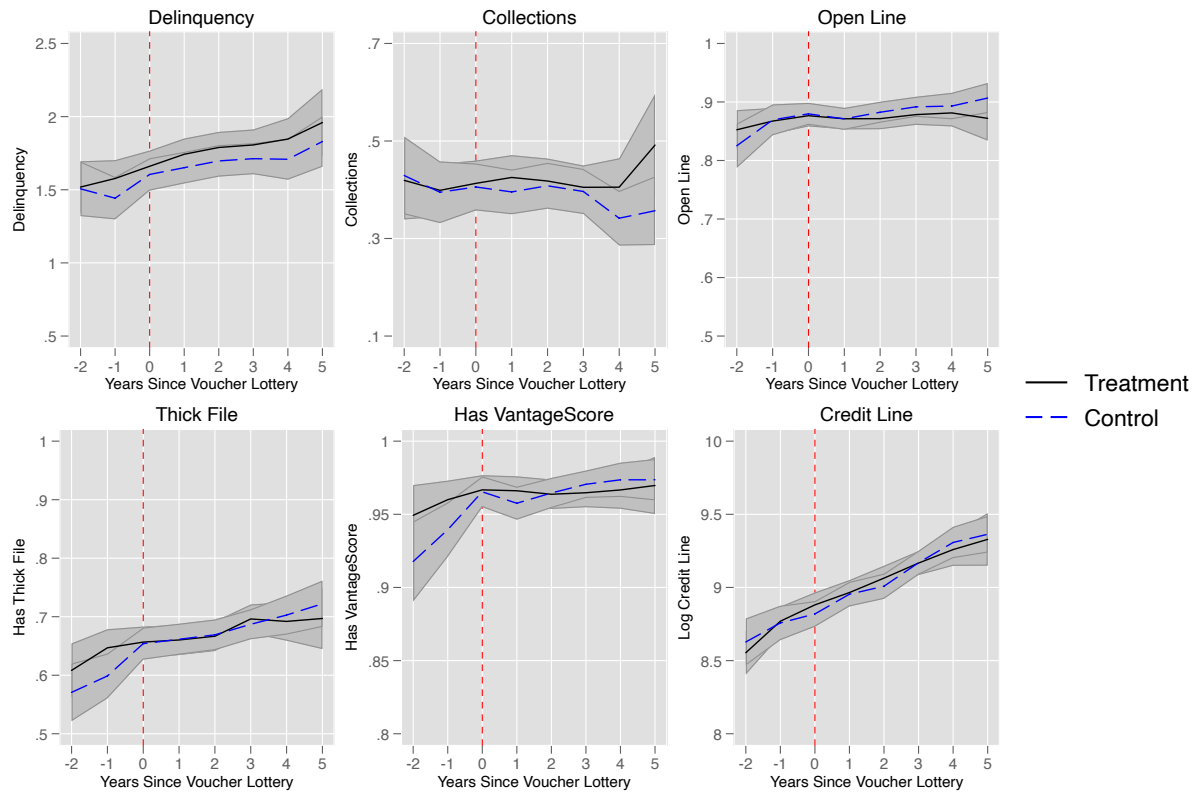 Delinquency
2.5
2
1.5
1
.5
Delinquency
-2 -1 0 1 2 3 4 5
Years Since Voucher Lottery
Collections
.7
.5
.3
.1
Collections
-2 -1 0 1 2 3 4 5
Years Since Voucher Lottery
Open Line
1
.9
.8
.7
.6
.5
Open Line
-2 -1 0 1 2 3 4 5
Years Since Voucher Lottery
Thick File
1
.9
.8
.7
.6
.5
Has Thick File
-2 -1 0 1 2 3 4 5
Years Since Voucher Lottery
Has VantageScore
1
.95
.9
.85
.8
Has VantageScore
-2 -1 0 1 2 3 4 5
Years Since Voucher Lottery
Credit Line
10
9.5
9
8.5
8
Log Credit Line
-2 -1 0 1 2 3 4 5
Years Since Voucher Lottery
Treatment
Control